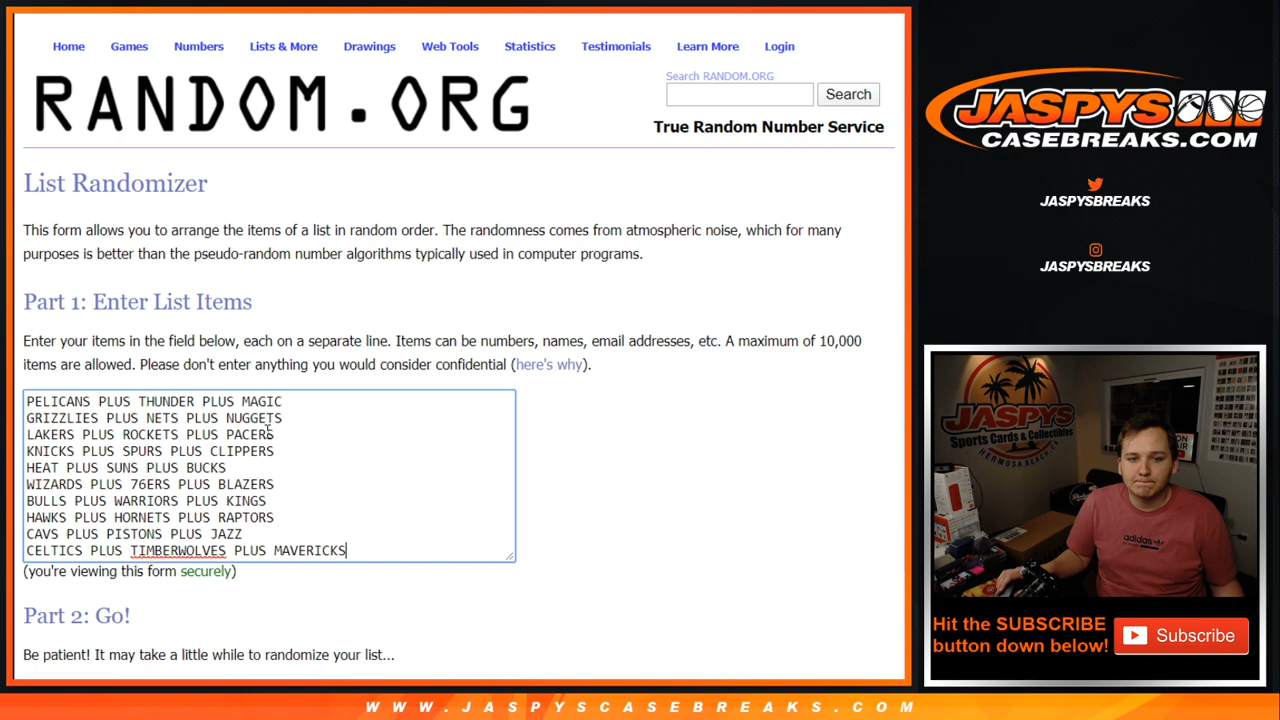 Home Games Numbers Lists & More Drawings Web Tools Statistics Testimonials Learn More Login
RANDOM.ORG
Search RANDOM.ORG
Search
True Random Number Service
List Randomizer
This form allows you to arrange the items of a list in random order. The randomness comes from atmospheric noise, which for many
purposes is better than the pseudo-random number algorithms typically used in computer programs.
Part 1: Enter List Items
Enter your items in the field below, each on a separate line. Items can be numbers, names, email addresses, etc. A maximum of 10,000
items are allowed. Please don't enter anything you would consider confidential (here's why).
PELICANS PLUS THUNDER PLUS MAGIC
GRIZZLIES PLUS NETS PLUS NUGGETS
LAKERS PLUS ROCKETS PLUS PACERS
KNICKS PLUS SPURS PLUS CLIPPERS
HEAT PLUS SUNS PLUS BUCKS
WIZARDS PLUS 76ERS PLUS BLAZERS
BULLS PLUS WARRIORS PLUS KINGS
HAWKS PLUS HORNETS PLUS RAPTORS
CAVS PLUS PISTONS PLUS JAZZ
CELTICS PLUS TIMBERWOLVES PLUS MAVERICKS
(you're viewing this form securely)
Part 2: Go!
Be patient! It may take a little while to randomize your list...
JASPYS
CASEBREAKS.COM
JASPYSBREAKS
JASPYSBREAKS
JASPYS
Sports Cards & Collectibles
HERMOSA BEACH, CA
adidas
Hit the SUBSCRIBE
button down below!
Subscribe
WWW.JASPYSCASEBREAKS.COM